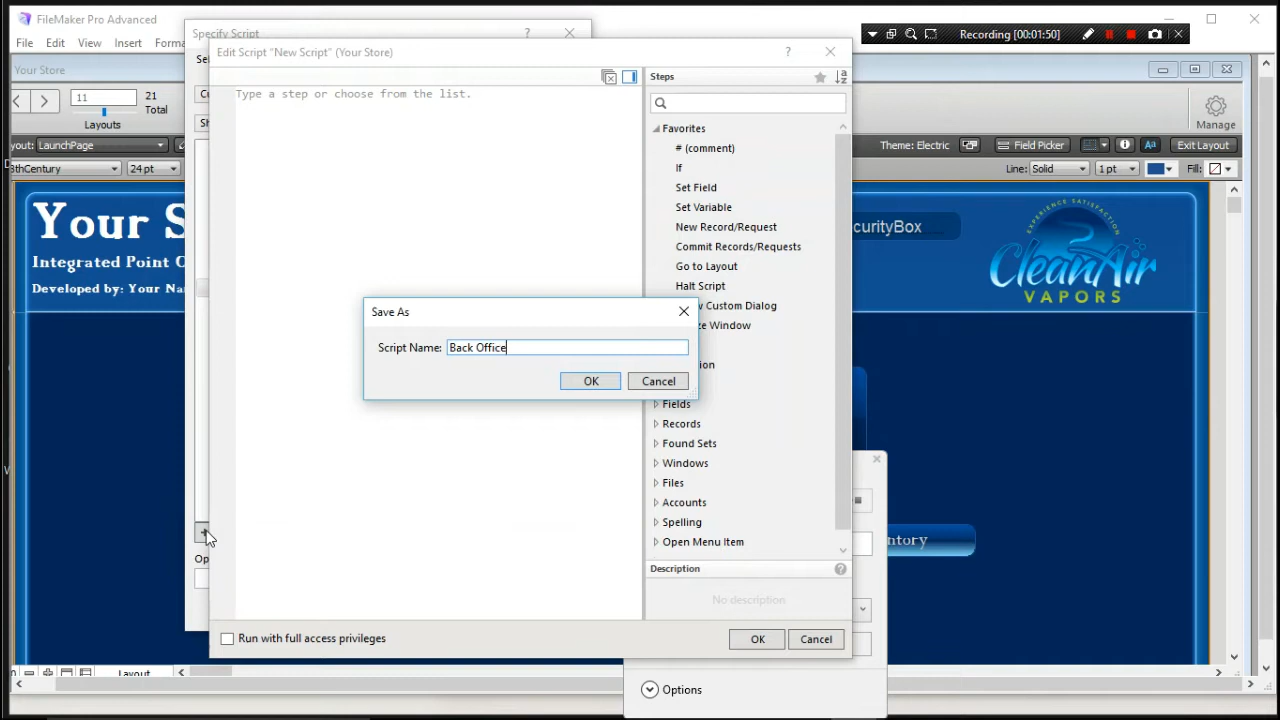 FileMaker Pro Advanced
File Edit View Insert Forma
Specify Script ?
Recording [00:01:50]
Edit Script "New Script" (Your Store) ?
Your Store
Type a step or choose from the list.
Steps
11
21
Total
Layouts
Manage
LaunchPage
Theme: Electric
Field Picker
Aa
Exit Layout
24 pt
Line: Solid
1 pt
Fill:
Favorites
# (comment)
If
Set Field
Set Variable
New Record/Request
Commit Records/Requests
Go to Layout
Halt Script
Custom Dialog
Window
Fields
Records
Found Sets
Windows
Files
Accounts
Spelling
Open Menu Item
Description
No description
Your S
Integrated Point O
Developed by: Your Na
curityBox
EXPERIENCE SATISFACTION
CleanAir
VAPORS
Save As
Script Name: Back Office
OK Cancel
ntory
Run with full access privileges
OK Cancel
Options
Layout